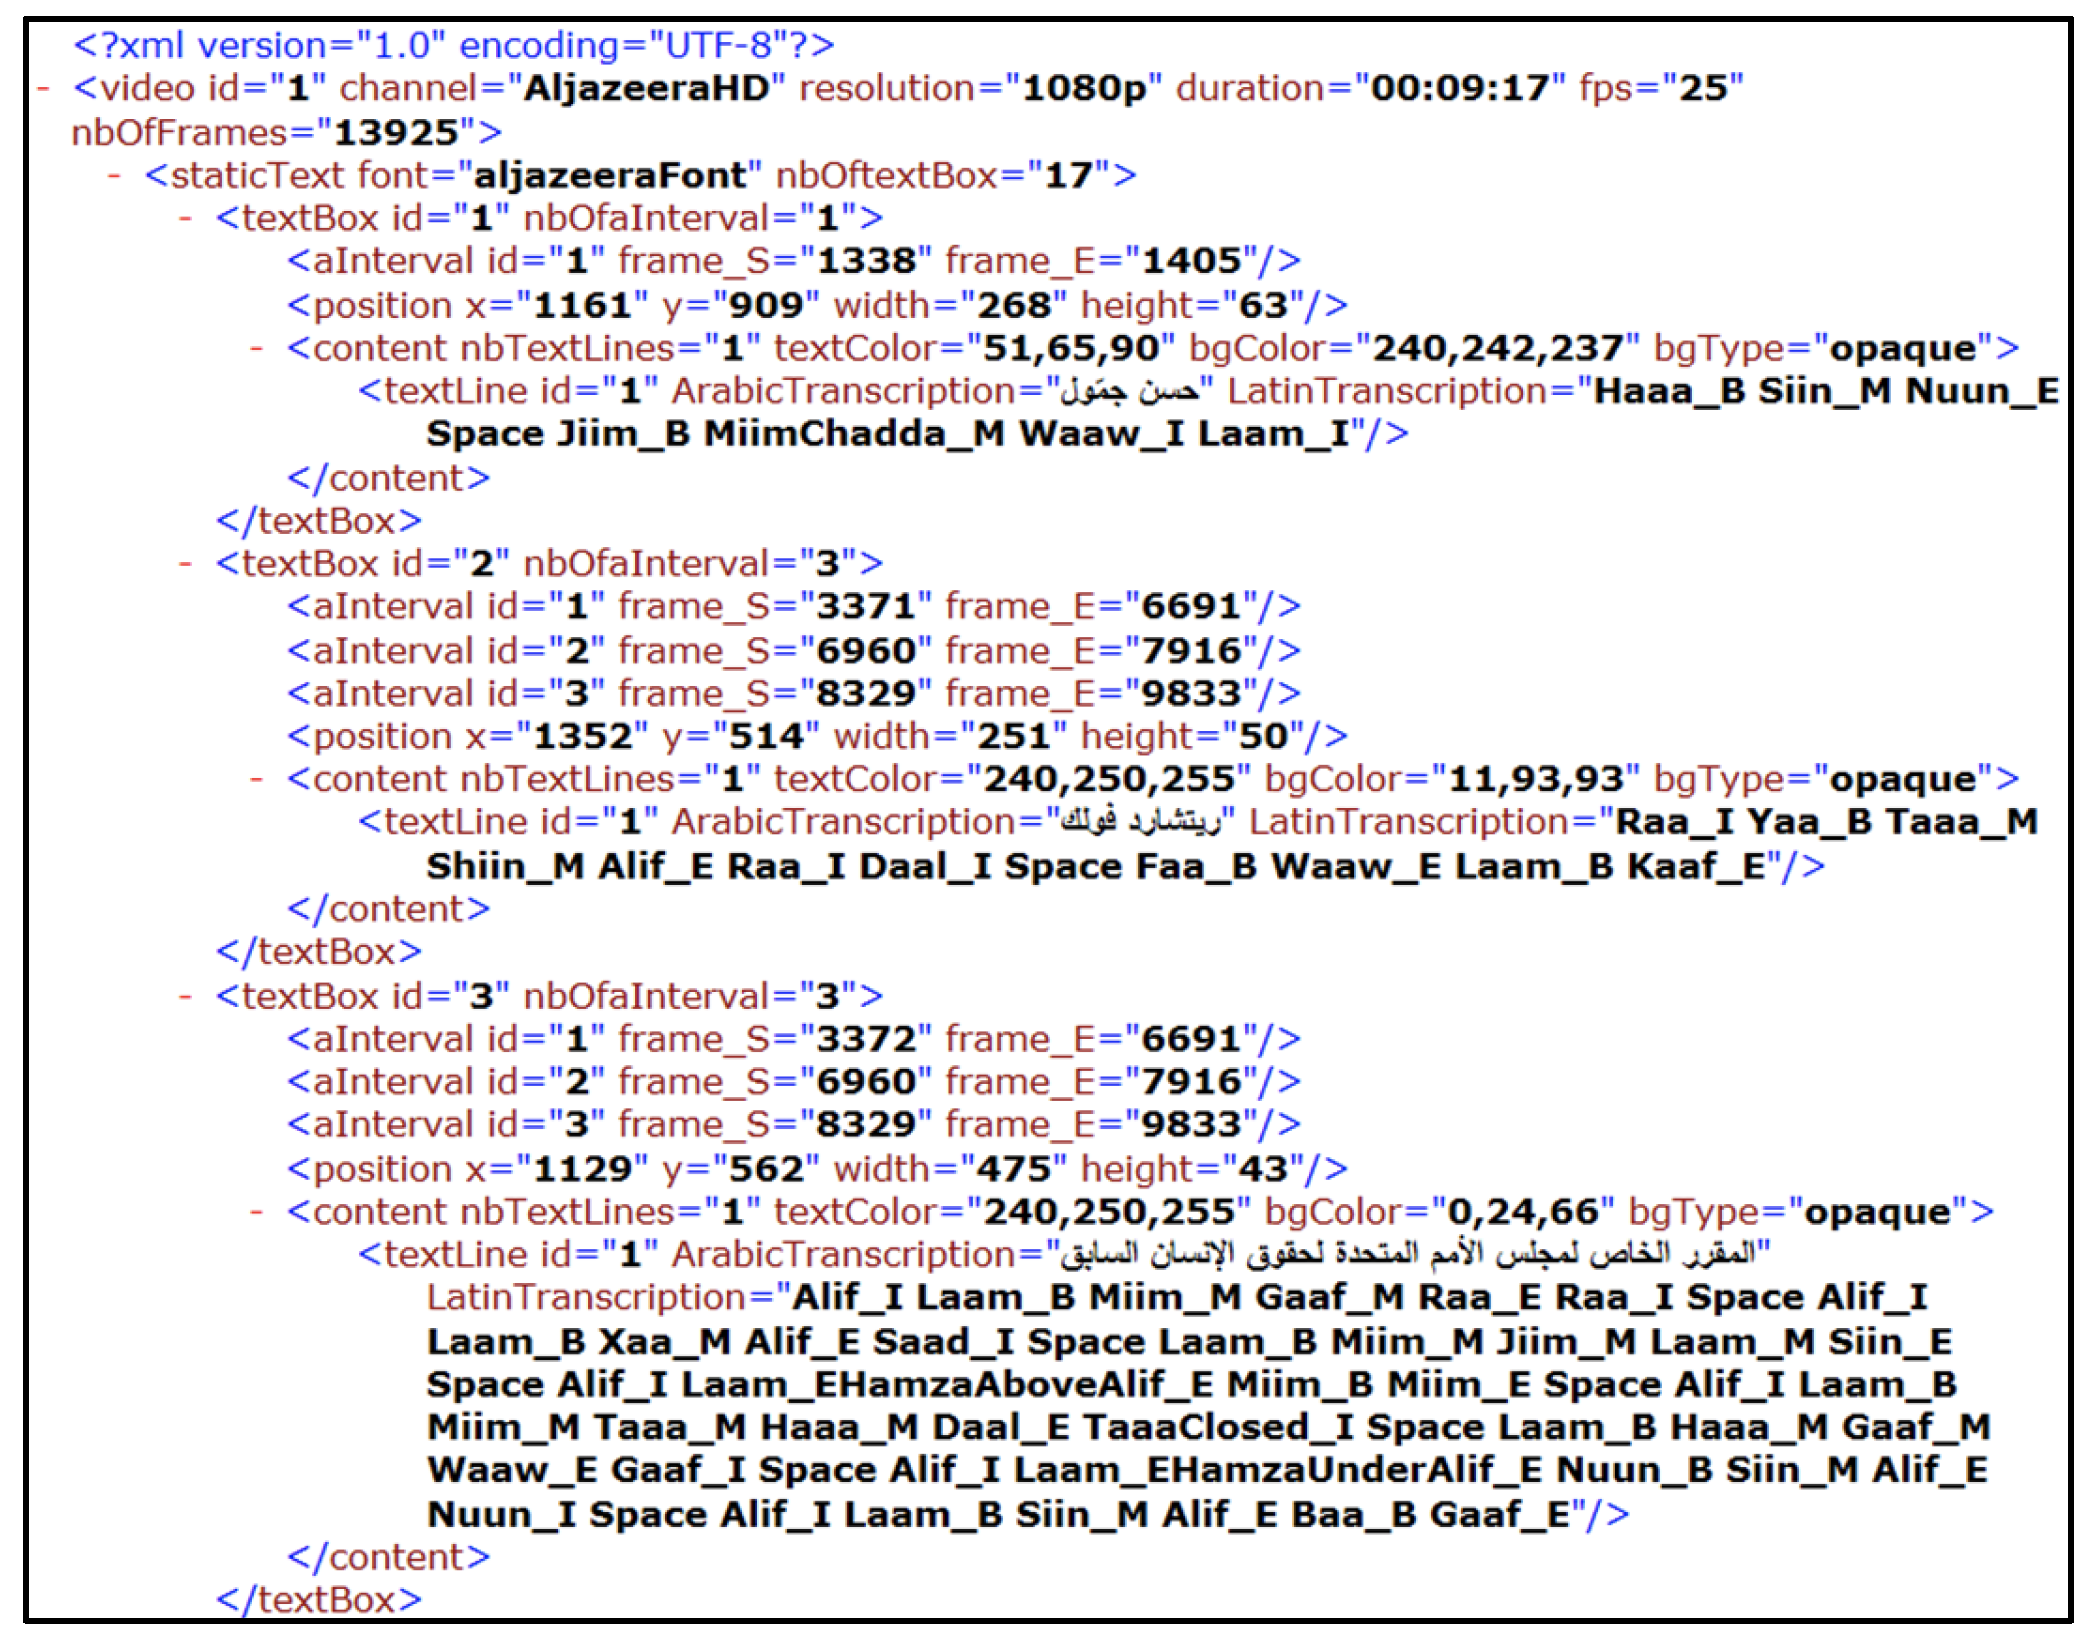 <?xml version="1.0" encoding="UTF-8"?>
- <video id="1" channel="AljazeeraHD" resolution="1080p" duration="00:09:17" fps="25"
nbOfFrames="13925">
- <staticText font="aljazeeraFont" nbOftextBox="17">
- <textBox id="1" nbOfaInterval="1">
<aInterval id="1" frame_S="1338" frame_E="1405"/>
<position x="1161" y="909" width="268" height="63"/>
- <content nbTextLines="1" textColor="51,65,90" bgColor="240,242,237" bgType="opaque">
<textLine id="1" ArabicTranscription="حسن جمّول" LatinTranscription="Haaa_B Siin_M Nuun_E
Space Jiim_B MiimChadda_M Waaw_I Laam_I"/>
</content>
</textBox>
- <textBox id="2" nbOfaInterval="3">
<aInterval id="1" frame_S="3371" frame_E="6691"/>
<aInterval id="2" frame_S="6960" frame_E="7916"/>
<aInterval id="3" frame_S="8329" frame_E="9833"/>
<position x="1352" y="514" width="251" height="50"/>
- <content nbTextLines="1" textColor="240,250,255" bgColor="11,93,93" bgType="opaque">
<textLine id="1" ArabicTranscription="ريتشارد فولك" LatinTranscription="Raa_I Yaa_B Taaa_M
Shiin_M Alif_E Raa_I Daal_I Space Faa_B Waaw_E Laam_B Kaaf_E"/>
</content>
</textBox>
- <textBox id="3" nbOfaInterval="3">
<aInterval id="1" frame_S="3372" frame_E="6691"/>
<aInterval id="2" frame_S="6960" frame_E="7916"/>
<aInterval id="3" frame_S="8329" frame_E="9833"/>
<position x="1129" y="562" width="475" height="43"/>
- <content nbTextLines="1" textColor="240,250,255" bgColor="0,24,66" bgType="opaque">
<textLine id="1" ArabicTranscription="المقرر الخاص لمجلس الأمم المتحدة لحقوق الإنسان السابق"
LatinTranscription="Alif_I Laam_B Miim_M Gaaf_M Raa_E Raa_I Space Alif_I
Laam_B Xaa_M Alif_E Saad_I Space Laam_B Miim_M Jiim_M Laam_M Siin_E
Space Alif_I Laam_EHamzaAboveAlif_E Miim_B Miim_E Space Alif_I Laam_B
Miim_M Taaa_M Haaa_M Daal_E TaaaClosed_I Space Laam_B Haaa_M Gaaf_M
Waaw_E Gaaf_I Space Alif_I Laam_EHamzaUnderAlif_E Nuun_B Siin_M Alif_E
Nuun_I Space Alif_I Laam_B Siin_M Alif_E Baa_B Gaaf_E"/>
</content>
</textBox>